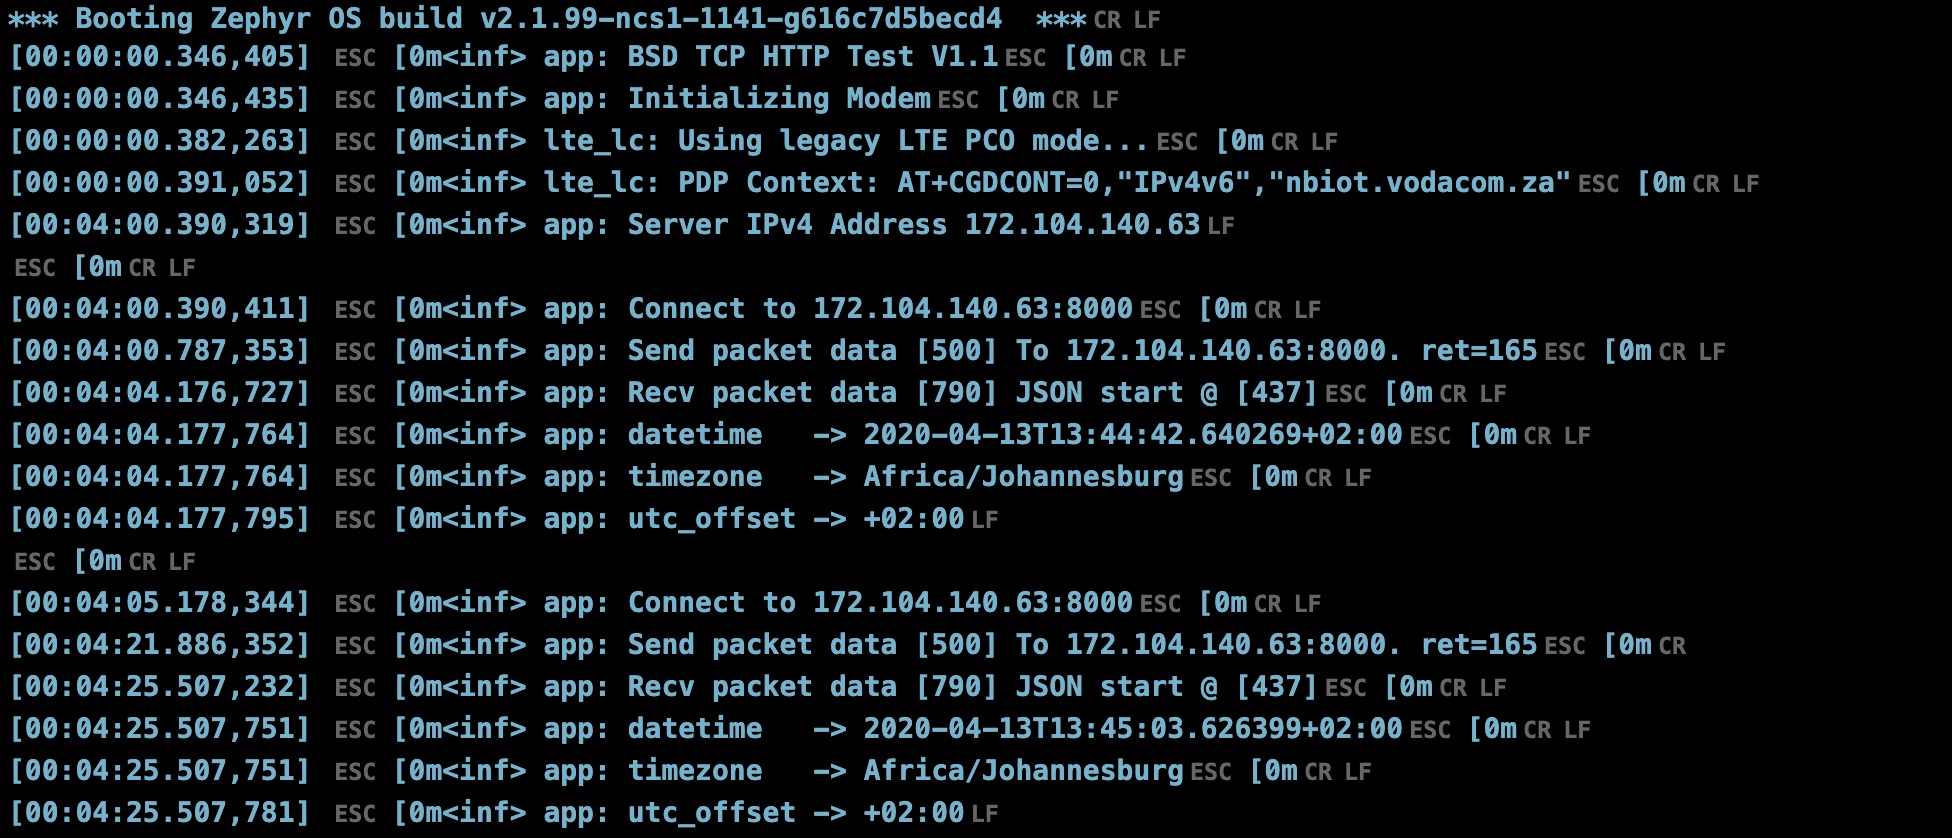 *** Booting Zephyr OS build v2.1.99-ncs1-1141-g616c7d5becd4  *** CR LF
[00:00:00.346,405] ESC [0m<inf> app: BSD TCP HTTP Test V1.1 ESC [0m CR LF
[00:00:00.346,435] ESC [0m<inf> app: Initializing Modem ESC [0m CR LF
[00:00:00.382,263] ESC [0m<inf> lte_lc: Using legacy LTE PCO mode... ESC [0m CR LF
[00:00:00.391,052] ESC [0m<inf> lte_lc: PDP Context: AT+CGDCONT=0,"IPv4v6","nbiot.vodacom.za" ESC [0m CR LF
[00:04:00.390,319] ESC [0m<inf> app: Server IPv4 Address 172.104.140.63 LF
ESC [0m CR LF
[00:04:00.390,411] ESC [0m<inf> app: Connect to 172.104.140.63:8000 ESC [0m CR LF
[00:04:00.787,353] ESC [0m<inf> app: Send packet data [500] To 172.104.140.63:8000. ret=165 ESC [0m CR LF
[00:04:04.176,727] ESC [0m<inf> app: Recv packet data [790] JSON start @ [437] ESC [0m CR LF
[00:04:04.177,764] ESC [0m<inf> app: datetime   -> 2020-04-13T13:44:42.640269+02:00 ESC [0m CR LF
[00:04:04.177,764] ESC [0m<inf> app: timezone   -> Africa/Johannesburg ESC [0m CR LF
[00:04:04.177,795] ESC [0m<inf> app: utc_offset -> +02:00 LF
ESC [0m CR LF
[00:04:05.178,344] ESC [0m<inf> app: Connect to 172.104.140.63:8000 ESC [0m CR LF
[00:04:21.886,352] ESC [0m<inf> app: Send packet data [500] To 172.104.140.63:8000. ret=165 ESC [0m CR
[00:04:25.507,232] ESC [0m<inf> app: Recv packet data [790] JSON start @ [437] ESC [0m CR LF
[00:04:25.507,751] ESC [0m<inf> app: datetime   -> 2020-04-13T13:45:03.626399+02:00 ESC [0m CR LF
[00:04:25.507,751] ESC [0m<inf> app: timezone   -> Africa/Johannesburg ESC [0m CR LF
[00:04:25.507,781] ESC [0m<inf> app: utc_offset -> +02:00 LF